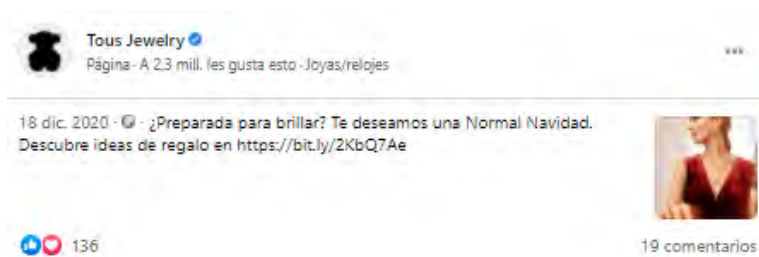 Tous Jewelry
Página · A 2,3 mill. les gusta esto · Joyas/relojes
18 dic. 2020 · ¿Preparada para brillar? Te deseamos una Normal Navidad.
Descubre ideas de regalo en https://bit.ly/2KbQ7Ae
136
19 comentarios